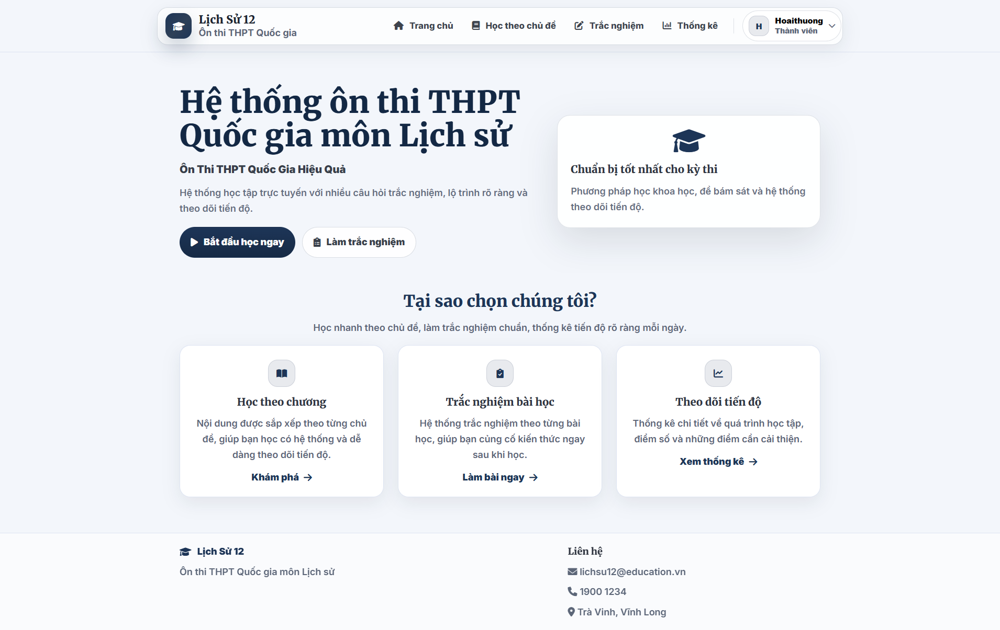 Lịch Sử 12
Ôn thi THPT Quốc gia
Trang chủ
Học theo chủ đề
Trắc nghiệm
Thống kê
H
Hoaithuong
Thành viên
Hệ thống ôn thi THPT
Quốc gia môn Lịch sử
Ôn Thi THPT Quốc Gia Hiệu Quả
Hệ thống học tập trực tuyến với nhiều câu hỏi trắc nghiệm, lộ trình rõ ràng và
theo dõi tiến độ.
Bắt đầu học ngay
Làm trắc nghiệm
Chuẩn bị tốt nhất cho kỳ thi
Phương pháp học khoa học, đề bám sát và hệ thống
theo dõi tiến độ.
Tại sao chọn chúng tôi?
Học nhanh theo chủ đề, làm trắc nghiệm chuẩn, thống kê tiến độ rõ ràng mỗi ngày.
Học theo chương
Nội dung được sắp xếp theo từng chủ
đề, giúp bạn học có hệ thống và dễ
dàng theo dõi tiến độ.
Khám phá
Trắc nghiệm bài học
Hệ thống trắc nghiệm theo từng bài
học, giúp bạn củng cố kiến thức ngay
sau khi học.
Làm bài ngay
Theo dõi tiến độ
Thống kê chi tiết về quá trình học tập,
điểm số và những điểm cần cải thiện.
Xem thống kê
Lịch Sử 12
Ôn thi THPT Quốc gia môn Lịch sử
Liên hệ
lichsu12@education.vn
1900 1234
Trà Vinh, Vĩnh Long